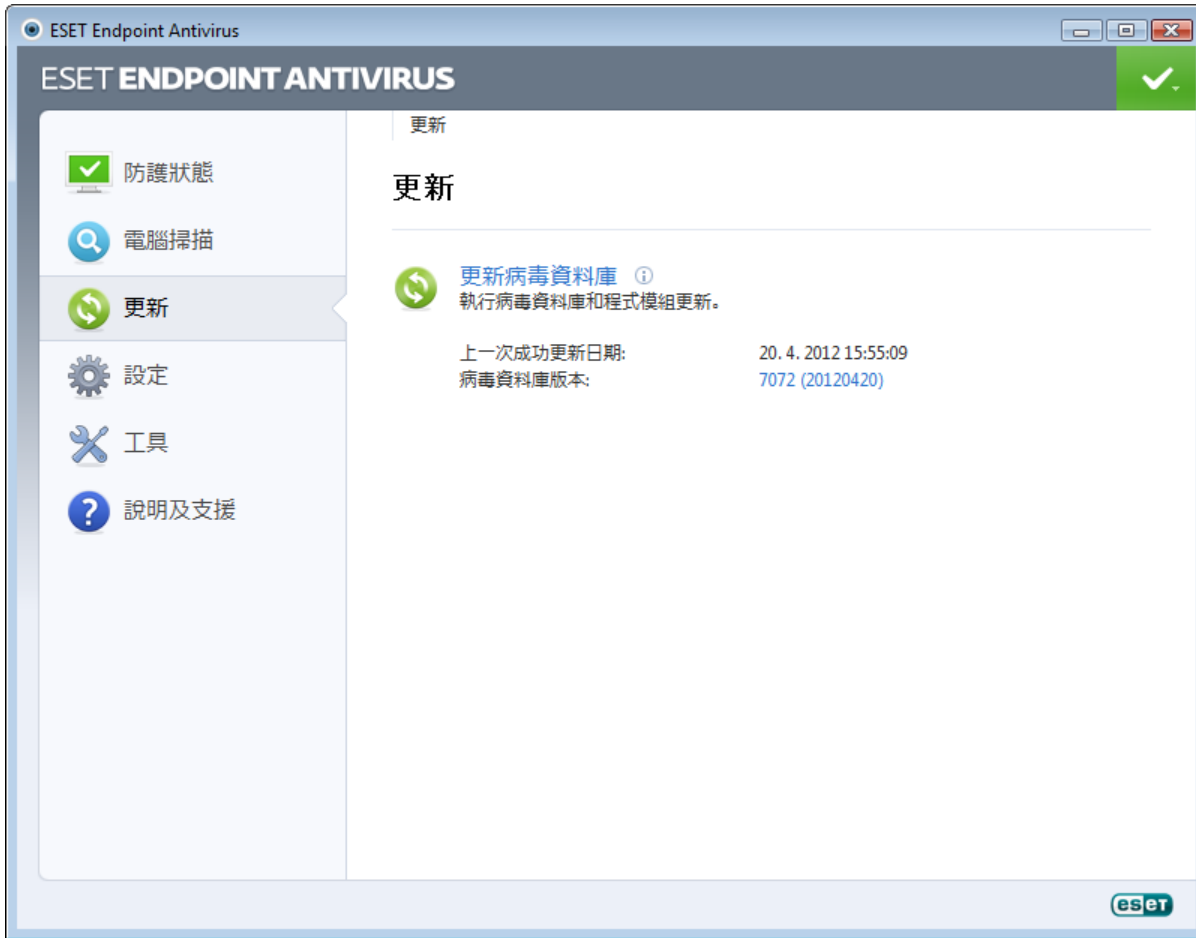 ESET Endpoint Antivirus
ESET ENDPOINT ANTIVIRUS
更新
防護狀態
電腦掃描
更新
設定
工具
說明及支援
更新
更新病毒資料庫
執行病毒資料庫和程式模組更新。
上一次成功更新日期: 20. 4. 2012 15:55:09
病毒資料庫版本: 7072 (20120420)
eseT